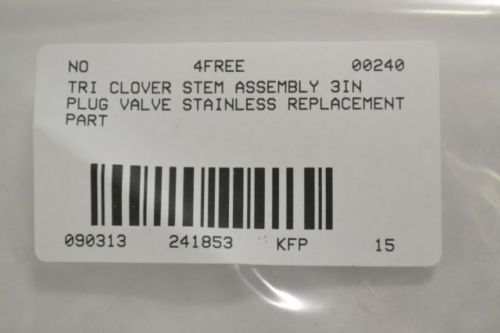 NO 4FREE 00240
TRI CLOVER STEM ASSEMBLY 3IN
PLUG VALVE STAINLESS REPLACEMENT
PART
090313 241853 KFP 15